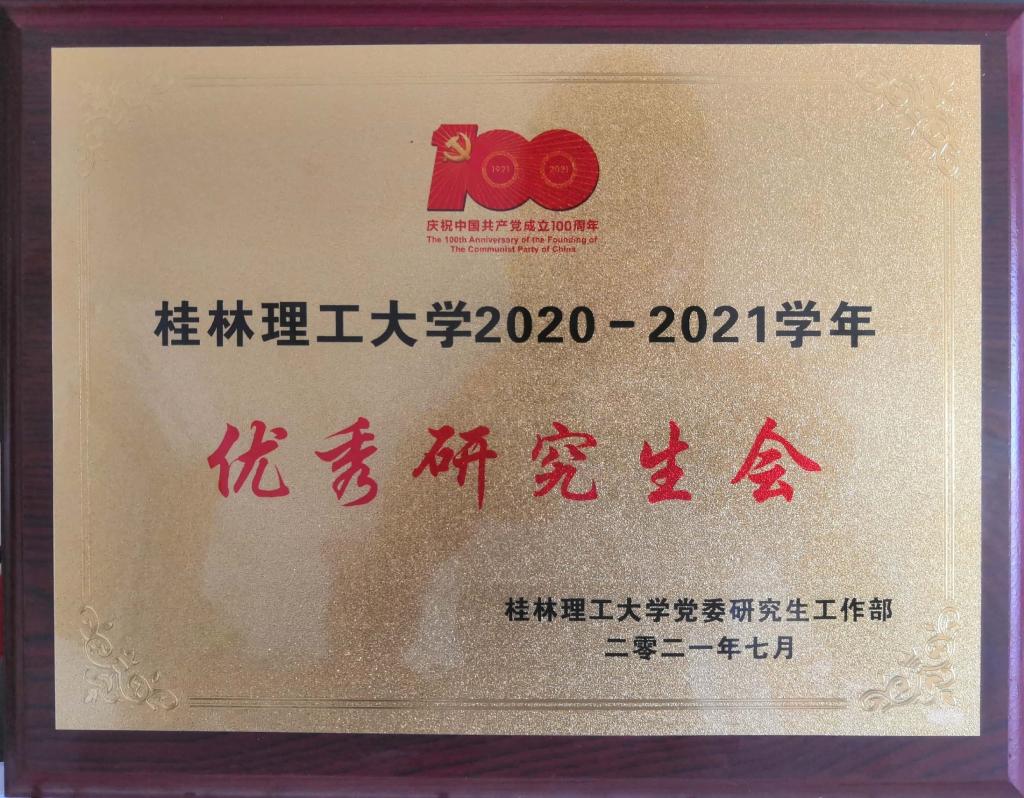 1921 2021
庆祝中国共产党成立100周年
The 100th Anniversary of the Founding of
The Communist Party of China
桂林理工大学2020-2021学年
优秀研究生会
桂林理工大学党委研究生工作部
二零二一年七月